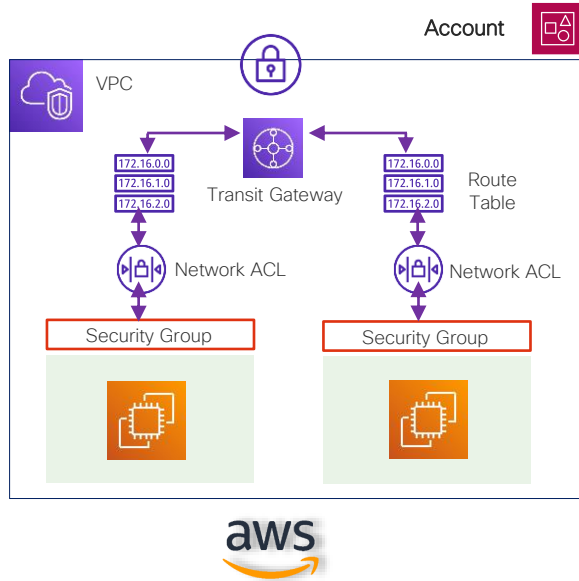 Account
VPC
172.16.0.0
172.16.1.0
172.16.2.0
Transit Gateway
172.16.0.0
172.16.1.0
172.16.2.0
Route
Table
Network ACL
Network ACL
Security Group
Security Group
aws